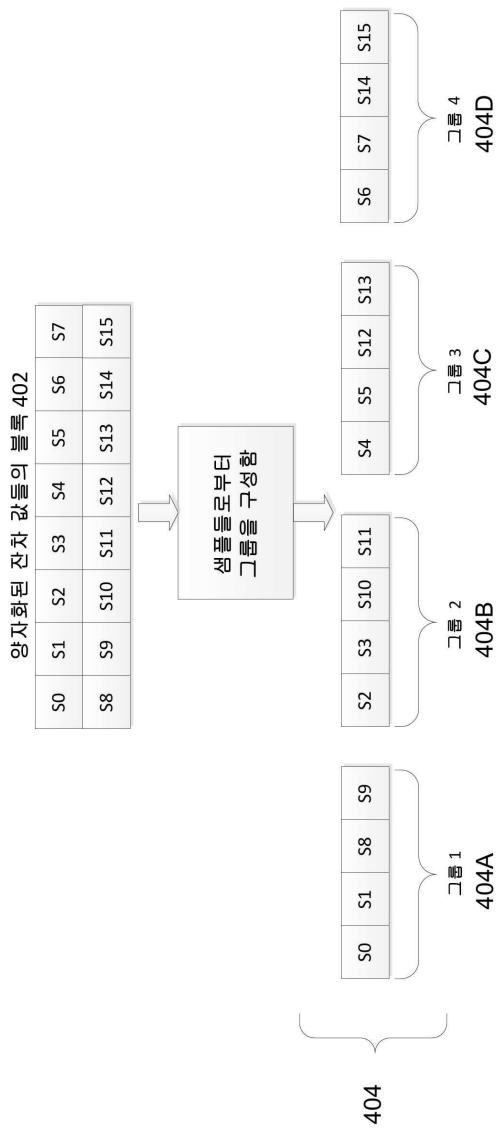 양자화된 잔차 값들의 블록 402
S0 S1 S2 S3 S4 S5 S6 S7
S8 S9 S10 S11 S12 S13 S14 S15
샘플들로부터
그룹을 구성함
404
S0 S1 S8 S9
그룹 1
404A
S2 S3 S10 S11
그룹 2
404B
S4 S5 S12 S13
그룹 3
404C
S6 S7 S14 S15
그룹 4
404D